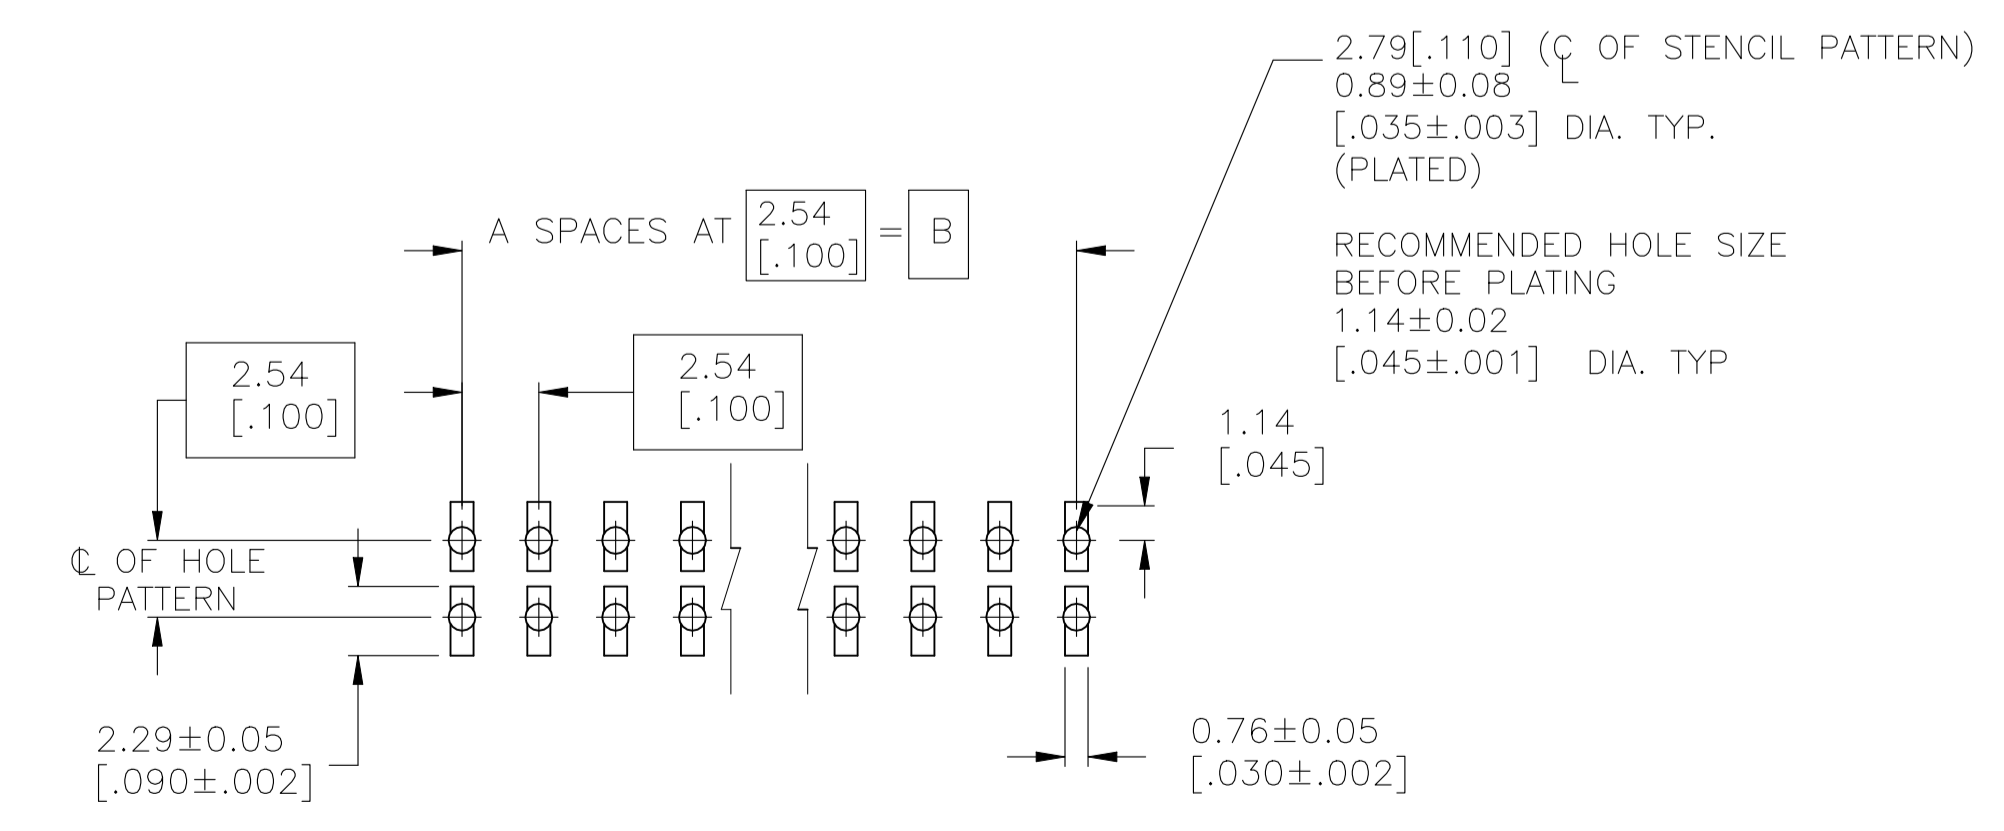 2.79[.110] (℄ OF STENCIL PATTERN)
0.89±0.08
[.035±.003] DIA. TYP.
(PLATED)
RECOMMENDED HOLE SIZE
BEFORE PLATING
1.14±0.02
[.045±.001] DIA. TYP
A SPACES AT 2.54 [.100] = B
2.54
[.100]
2.54
[.100]
1.14
[.045]
℄ OF HOLE
PATTERN
2.29±0.05
[.090±.002]
0.76±0.05
[.030±.002]